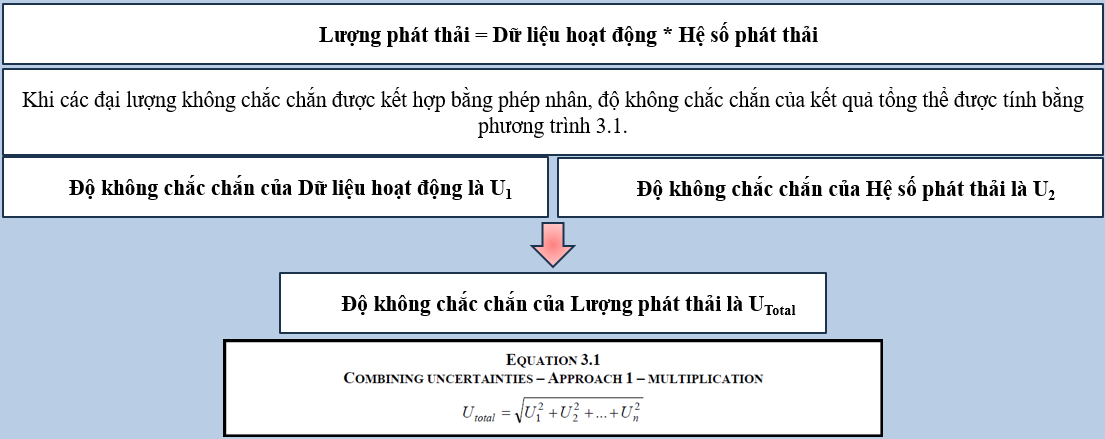 Lượng phát thải = Dữ liệu hoạt động * Hệ số phát thải
Khi các đại lượng không chắc chắn được kết hợp bằng phép nhân, độ không chắc chắn của kết quả tổng thể được tính bằng
phương trình 3.1.
Độ không chắc chắn của Dữ liệu hoạt động là U₁
Độ không chắc chắn của Hệ số phát thải là U₂
Độ không chắc chắn của Lượng phát thải là U_Total
EQUATION 3.1
COMBINING UNCERTAINTIES – APPROACH 1 – MULTIPLICATION
U_total = √(U₁² + U₂² + ... + Uₙ²)